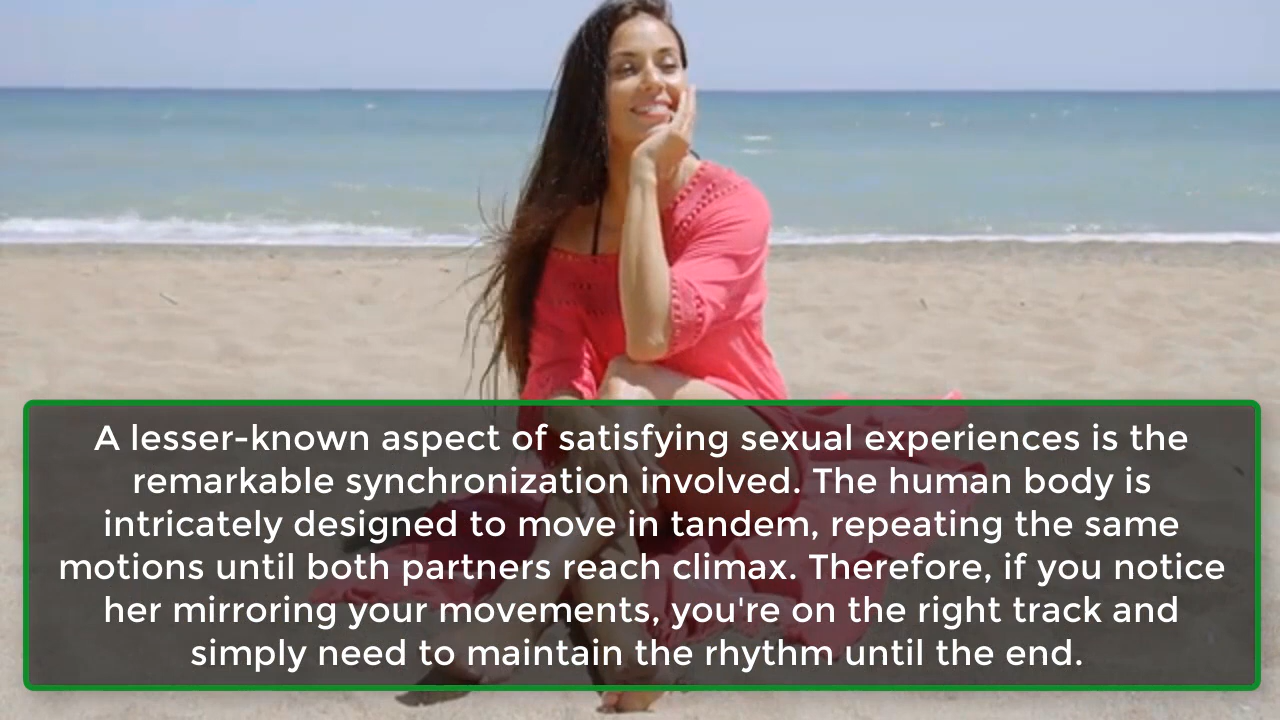 A lesser-known aspect of satisfying sexual experiences is the
remarkable synchronization involved. The human body is
intricately designed to move in tandem, repeating the same
motions until both partners reach climax. Therefore, if you notice
her mirroring your movements, you're on the right track and
simply need to maintain the rhythm until the end.